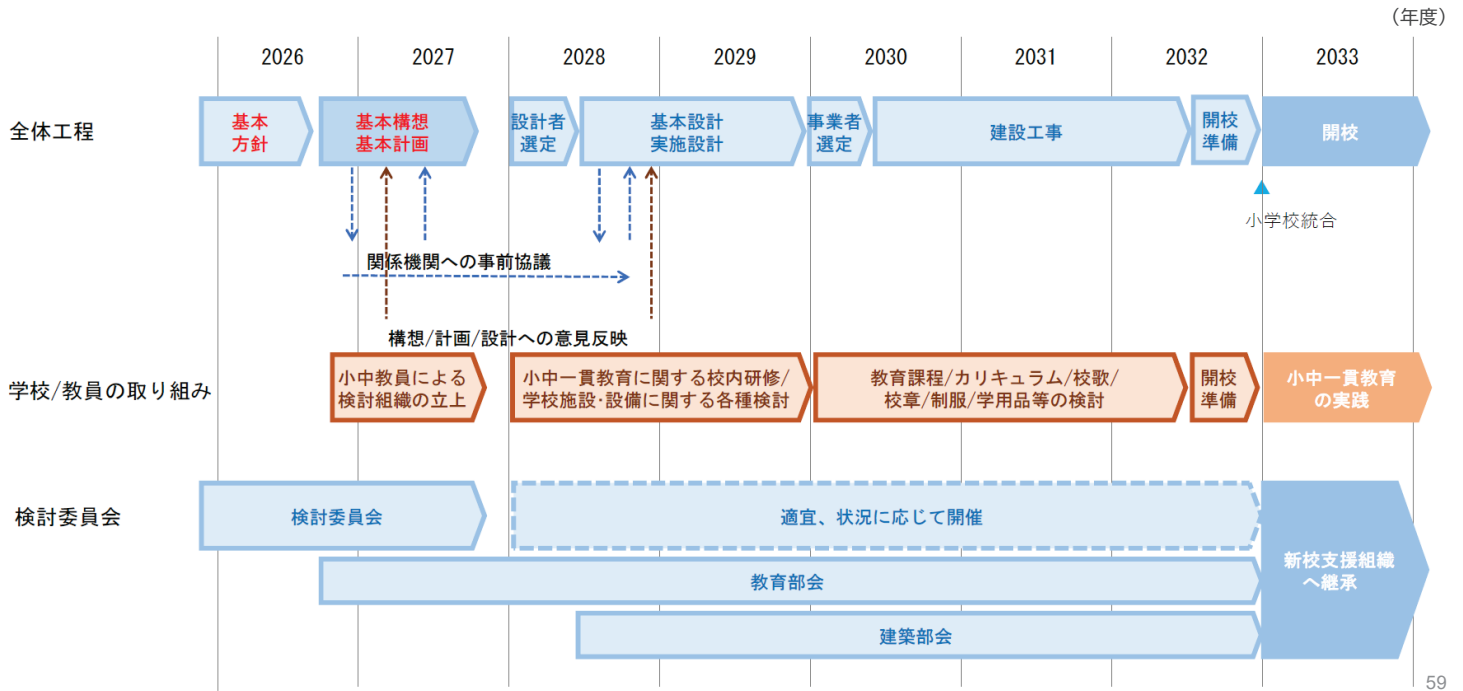 （年度）
2026 2027 2028 2029 2030 2031 2032 2033
全体工程
基本
方針
基本構想
基本計画
設計者
選定
基本設計
実施設計
事業者
選定
建設工事
開校
準備
開校
小学校統合
関係機関への事前協議
構想/計画/設計への意見反映
学校/教員の取り組み
小中教員による
検討組織の立上
小中一貫教育に関する校内研修/
学校施設・設備に関する各種検討
教育課程/カリキュラム/校歌/
校章/制服/学用品等の検討
開校
準備
小中一貫教育
の実践
検討委員会
検討委員会
適宜、状況に応じて開催
教育部会
建築部会
新校支援組織
へ継承
59